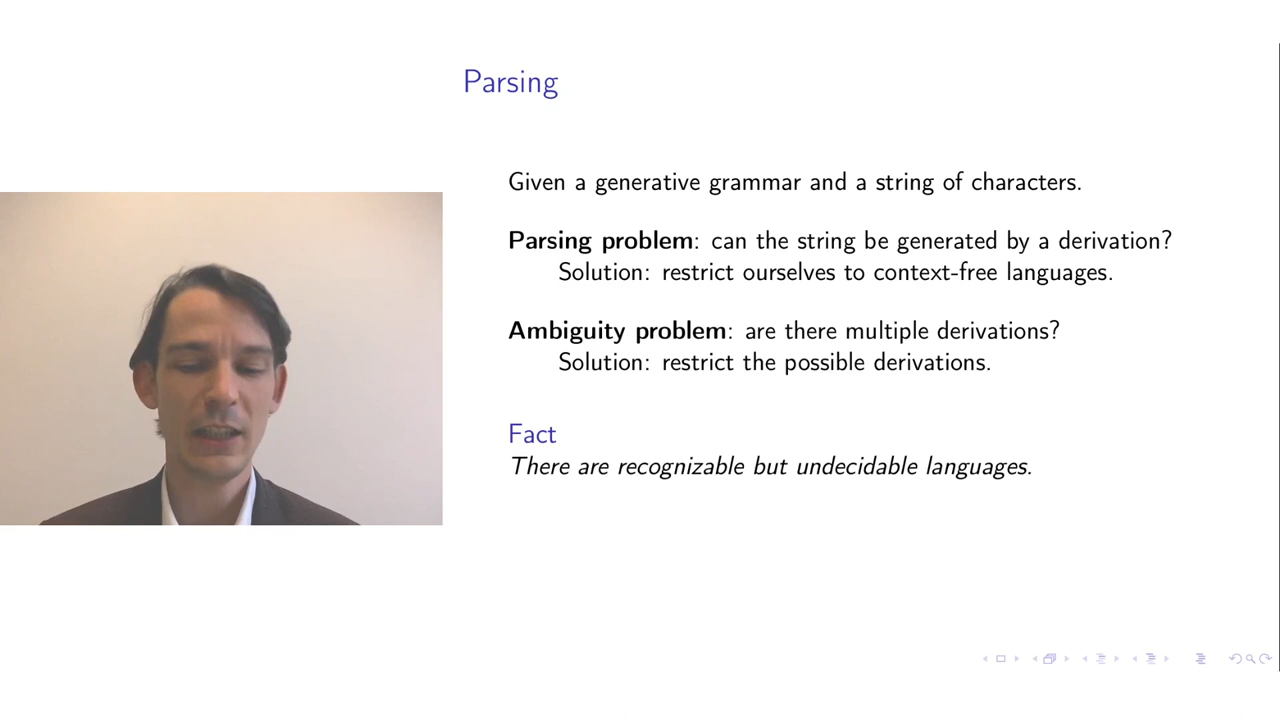 Parsing
Given a generative grammar and a string of characters.
Parsing problem: can the string be generated by a derivation?
Solution: restrict ourselves to context-free languages.
Ambiguity problem: are there multiple derivations?
Solution: restrict the possible derivations.
Fact
There are recognizable but undecidable languages.